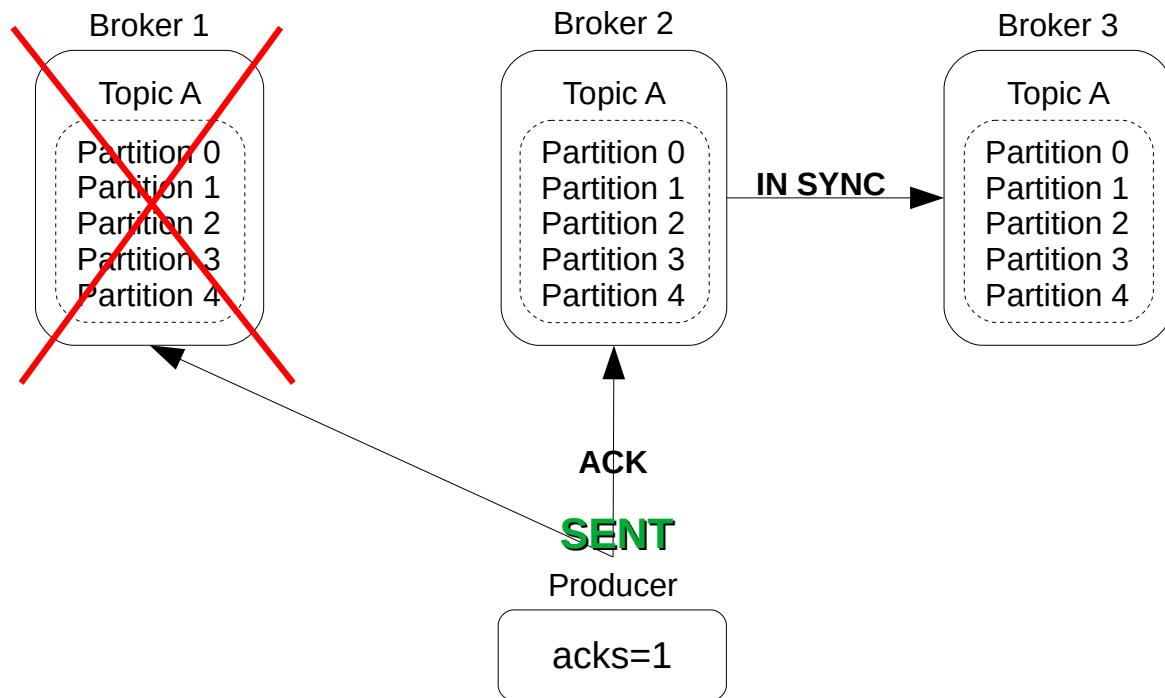 Broker 1
Topic A
Partition 0
Partition 1
Partition 2
Partition 3
Partition 4
Broker 2
Topic A
Partition 0
Partition 1
Partition 2
Partition 3
Partition 4
IN SYNC
Broker 3
Topic A
Partition 0
Partition 1
Partition 2
Partition 3
Partition 4
ACK
SENT
Producer
acks=1